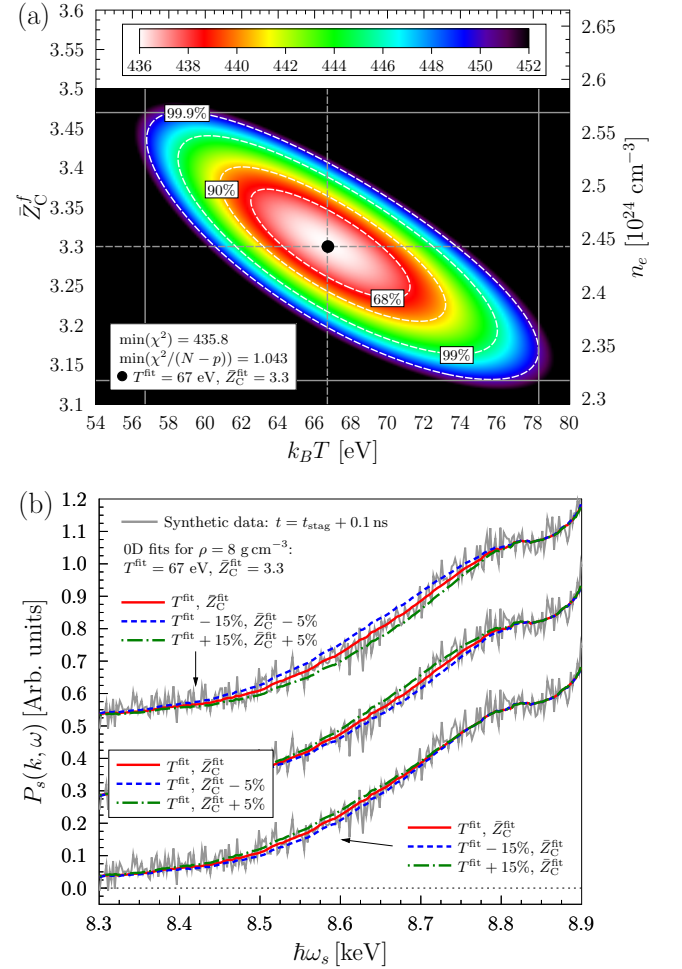 (a)
3.6
3.5
3.45
3.4
3.35
3.3
3.25
3.2
3.15
3.1
Z̄_C^f
436 438 440 442 444 446 448 450 452
2.65
2.6
2.55
2.5
2.45
2.4
2.35
2.3
n_e [10^24 cm^−3]
99.9%
90%
68%
99%
min(χ²) = 435.8
min(χ²/(N − p)) = 1.043
● T^fit = 67 eV, Z̄_C^fit = 3.3
54 56 58 60 62 64 66 68 70 72 74 76 78 80
k_B T [eV]
(b)
1.2
1.1
1.0
0.9
0.8
0.7
0.6
0.5
0.4
0.3
0.2
0.1
0.0
P_s(k, ω) [Arb. units]
Synthetic data: t = t_stag + 0.1 ns
0D fits for ρ = 8 g cm^−3:
T^fit = 67 eV, Z̄_C^fit = 3.3
T^fit, Z̄_C^fit
T^fit − 15%, Z̄_C^fit − 5%
T^fit + 15%, Z̄_C^fit + 5%
T^fit, Z̄_C^fit
T^fit, Z̄_C^fit − 5%
T^fit, Z̄_C^fit + 5%
T^fit, Z̄_C^fit
T^fit − 15%, Z̄_C^fit
T^fit + 15%, Z̄_C^fit
8.3 8.4 8.5 8.6 8.7 8.8 8.9
ħω_s [keV]